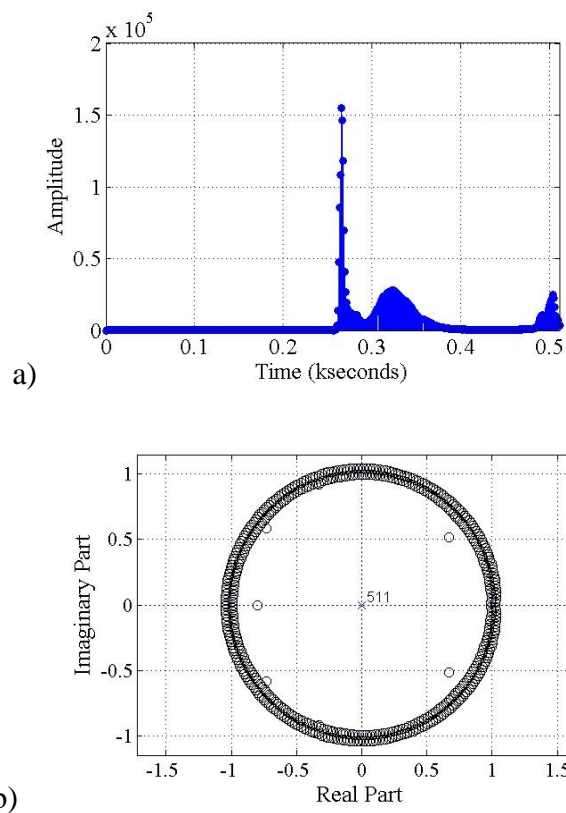 x 10⁵
2
1.5
1
0.5
0
Amplitude
0 0.1 0.2 0.3 0.4 0.5
Time (kseconds)
a)
1
0.5
0
-0.5
-1
Imaginary Part
511
-1.5 -1 -0.5 0 0.5 1 1.5
Real Part
b)